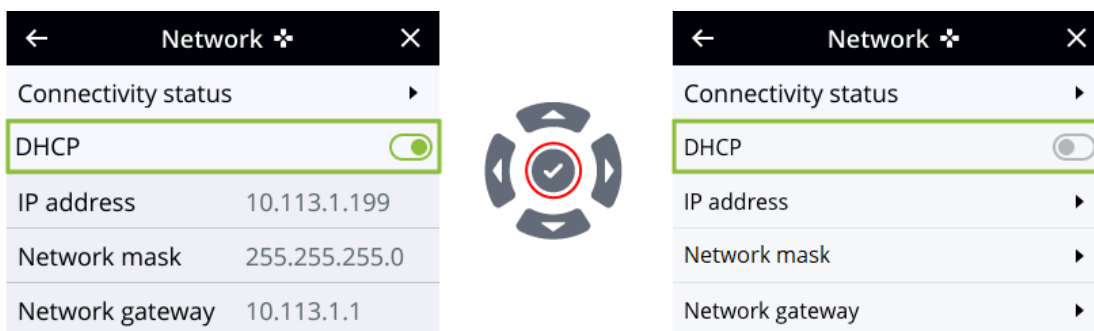 Network
Connectivity status
DHCP
IP address 10.113.1.199
Network mask 255.255.255.0
Network gateway 10.113.1.1
Network
Connectivity status
DHCP
IP address
Network mask
Network gateway